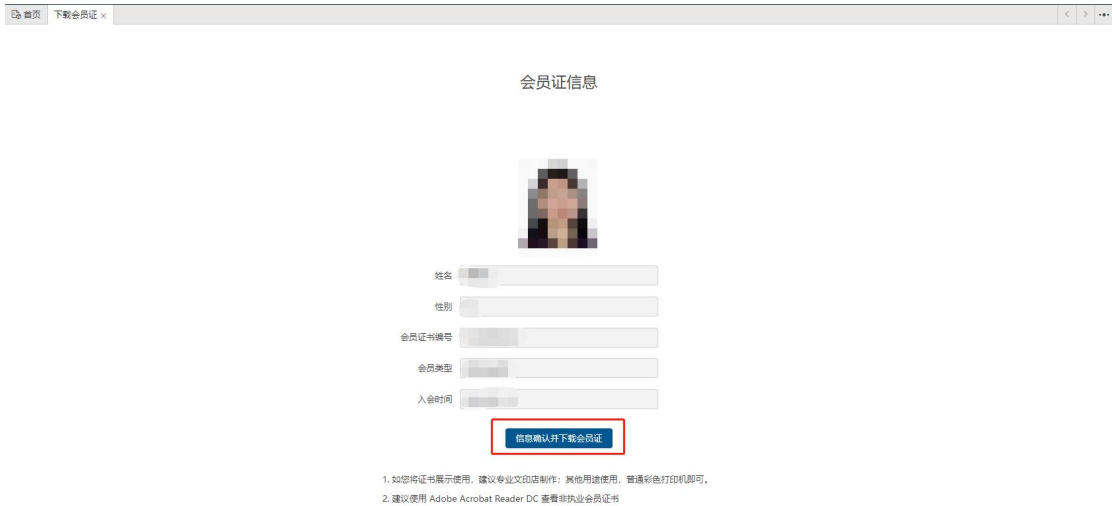 首页 下载会员证 ×
会员证信息
姓名
性别
会员证书编号
会员类型
入会时间
信息确认并下载会员证
1. 如您将证书展示使用，建议专业文印店制作；其他用途使用，普通彩色打印机即可。
2. 建议使用 Adobe Acrobat Reader DC 查看非执业会员证书